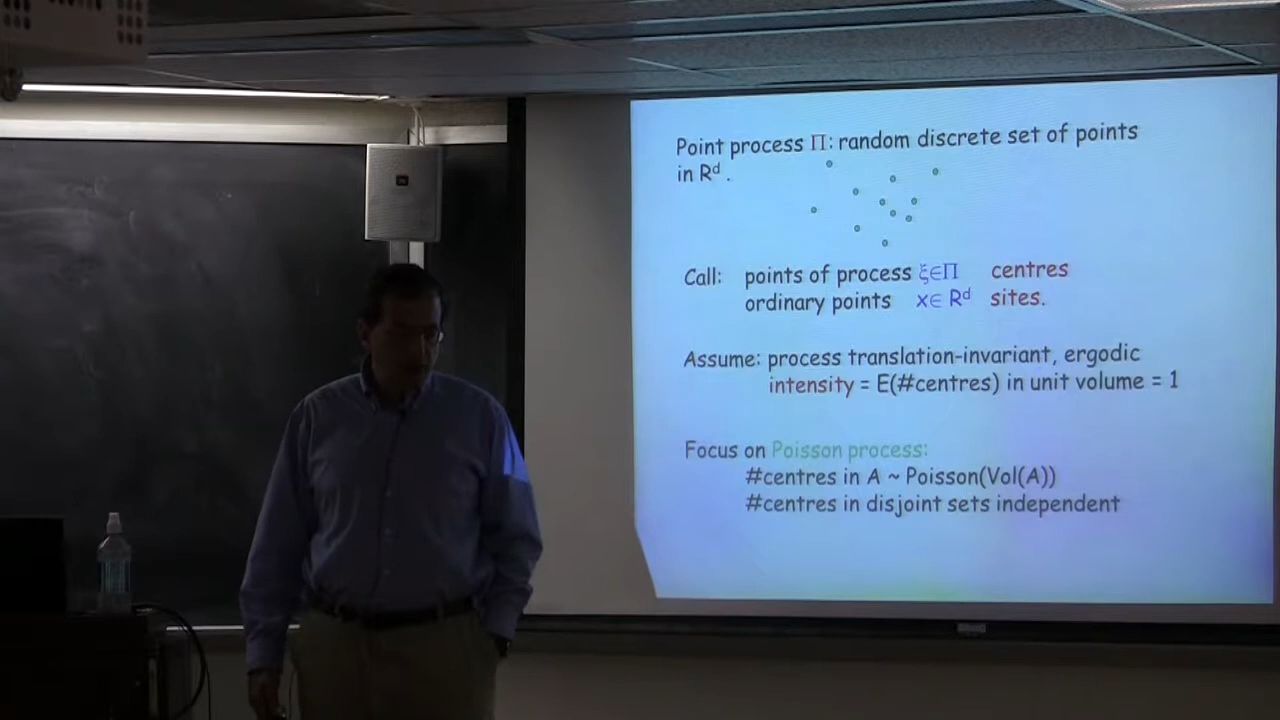 Point process Π: random discrete set of points
in Rᵈ .
Call: points of process ξ∈Π centres
ordinary points x∈ Rᵈ sites.
Assume: process translation-invariant, ergodic
intensity = E(#centres) in unit volume = 1
Focus on Poisson process:
#centres in A ~ Poisson(Vol(A))
#centres in disjoint sets independent